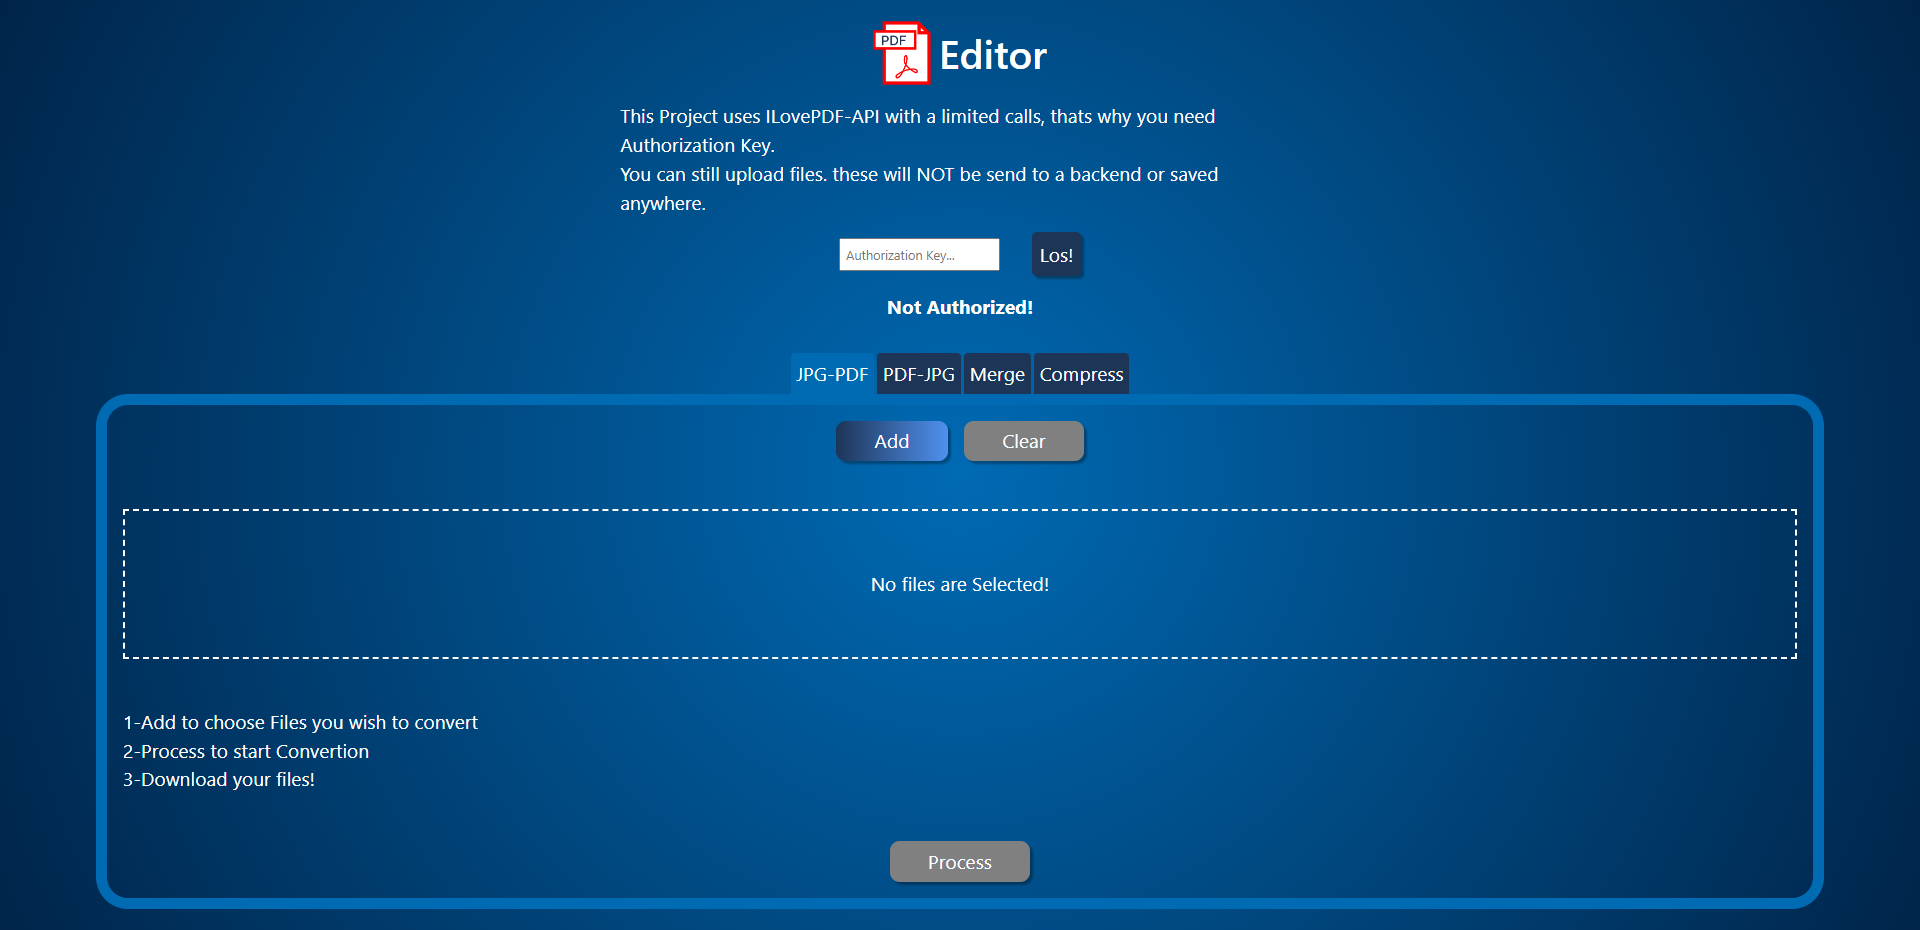 PDF
Editor
This Project uses ILovePDF-API with a limited calls, thats why you need
Authorization Key.
You can still upload files. these will NOT be send to a backend or saved
anywhere.
Authorization Key...
Los!
Not Authorized!
JPG-PDF PDF-JPG Merge Compress
Add Clear
No files are Selected!
1-Add to choose Files you wish to convert
2-Process to start Convertion
3-Download your files!
Process